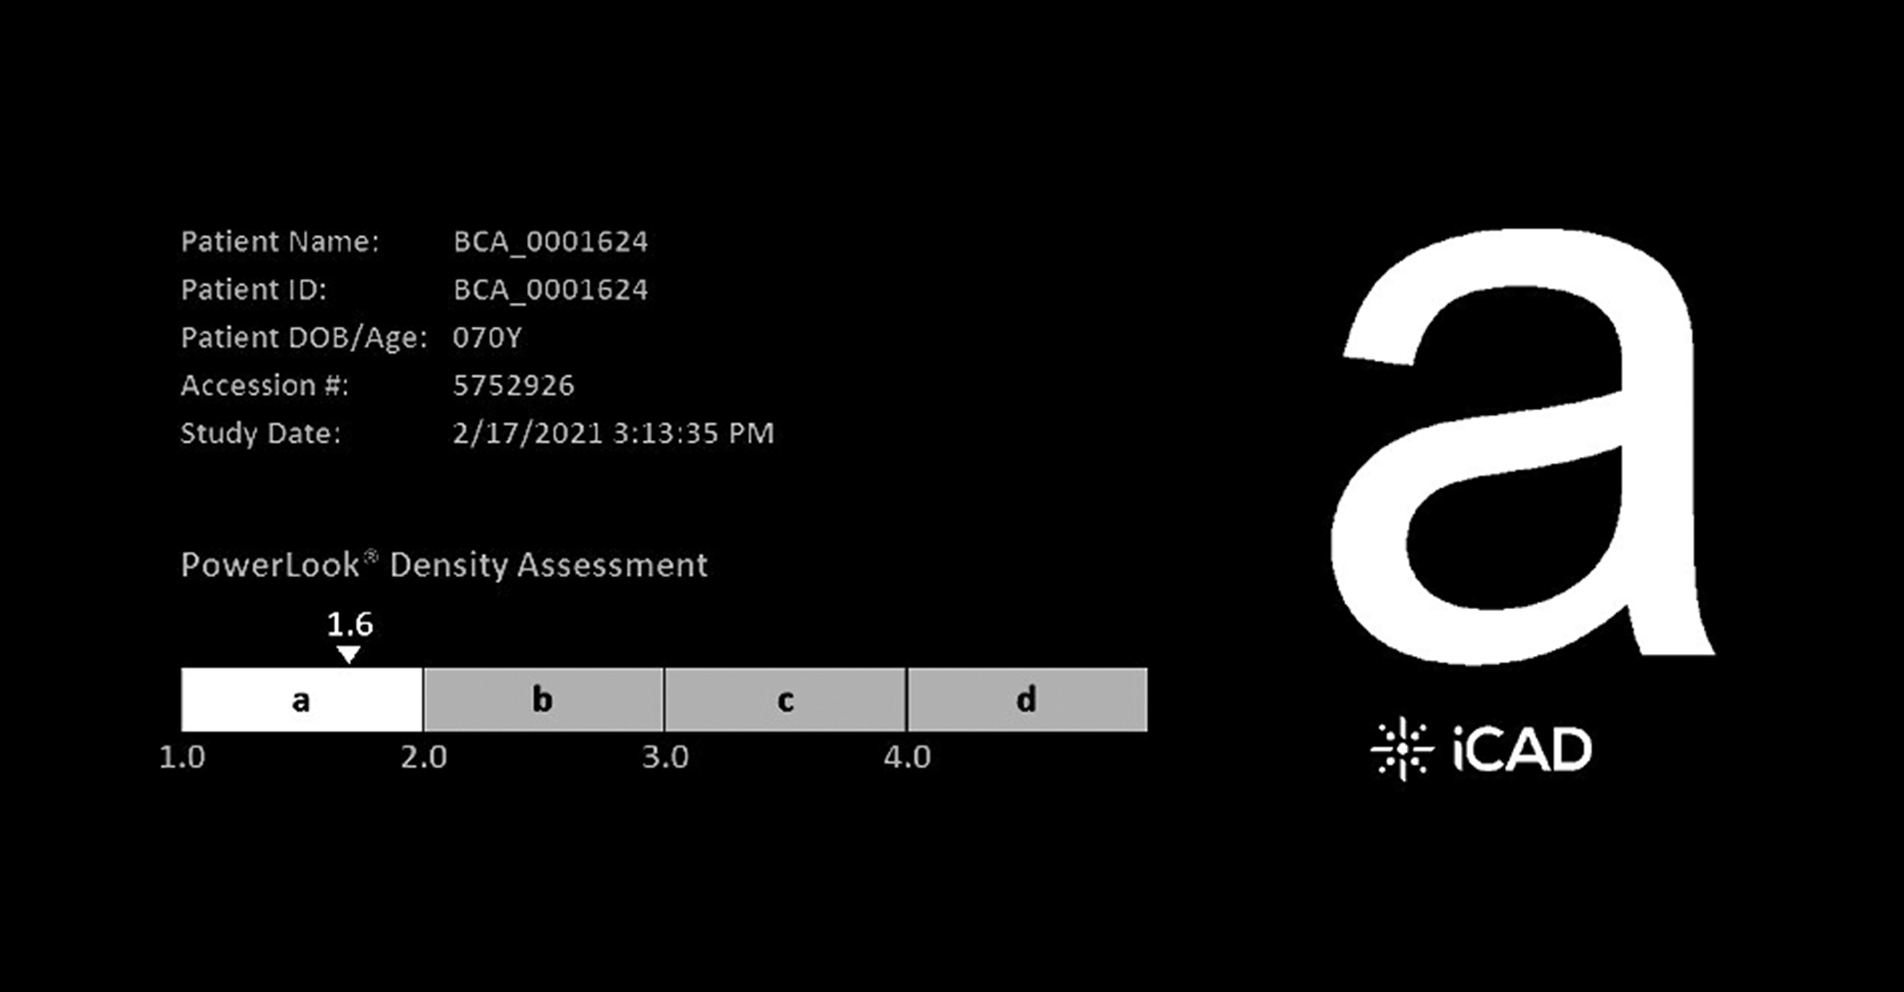 Patient Name: BCA_0001624
Patient ID: BCA_0001624
Patient DOB/Age: 070Y
Accession #: 5752926
Study Date: 2/17/2021 3:13:35 PM
PowerLook® Density Assessment
1.6
a b c d
1.0 2.0 3.0 4.0
a
iCAD